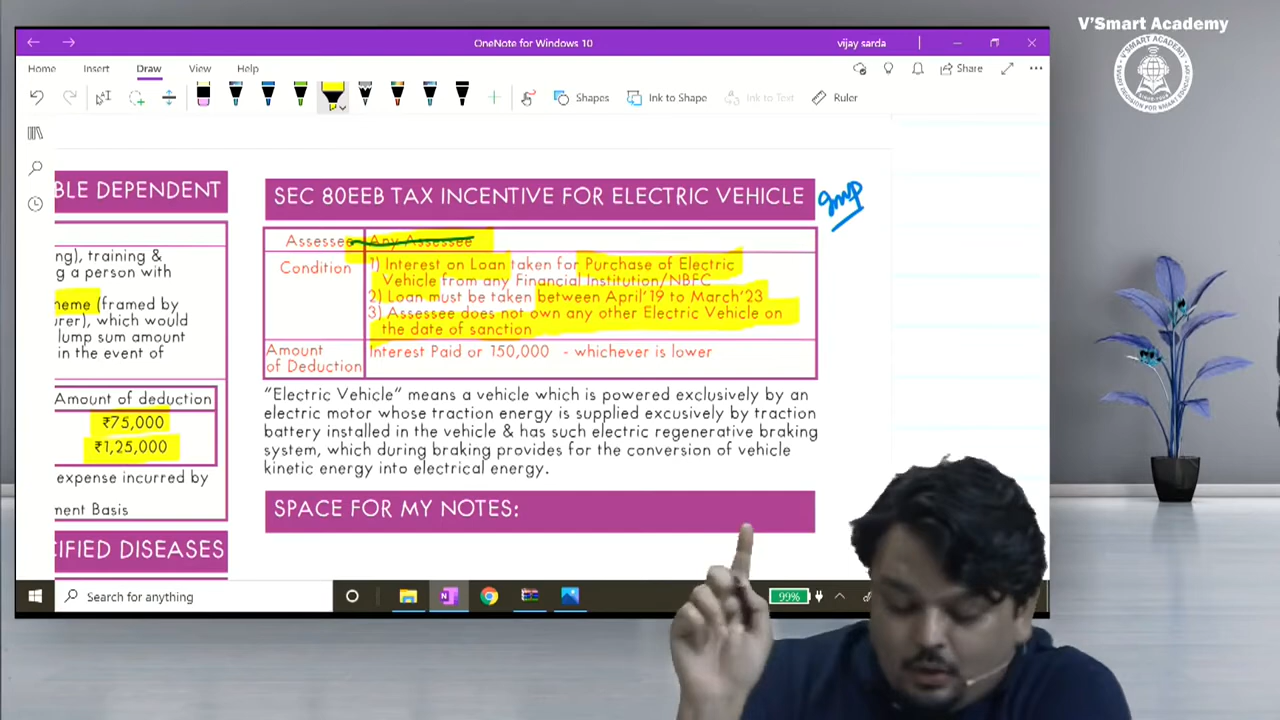 V'Smart Academy
OneNote for Windows 10
vijay sarda
Home Insert Draw View Help
Share
Shapes Ink to Shape Ink to Text Ruler
BLE DEPENDENT
ng), training &
g a person with
heme (framed by
urer), which would
lump sum amount
in the event of
Amount of deduction
₹75,000
₹1,25,000
expense incurred by
ment Basis
CIFIED DISEASES
SEC 80EEB TAX INCENTIVE FOR ELECTRIC VEHICLE
Imp
Assessee Any Assessee
Condition 1) Interest on Loan taken for Purchase of Electric
Vehicle from any Financial Institution/NBFC
2) Loan must be taken between April'19 to March'23
3) Assessee does not own any other Electric Vehicle on
the date of sanction
Amount
of Deduction
Interest Paid or 150,000 - whichever is lower
"Electric Vehicle" means a vehicle which is powered exclusively by an
electric motor whose traction energy is supplied excusively by traction
battery installed in the vehicle & has such electric regenerative braking
system, which during braking provides for the conversion of vehicle
kinetic energy into electrical energy.
SPACE FOR MY NOTES:
Search for anything
99%